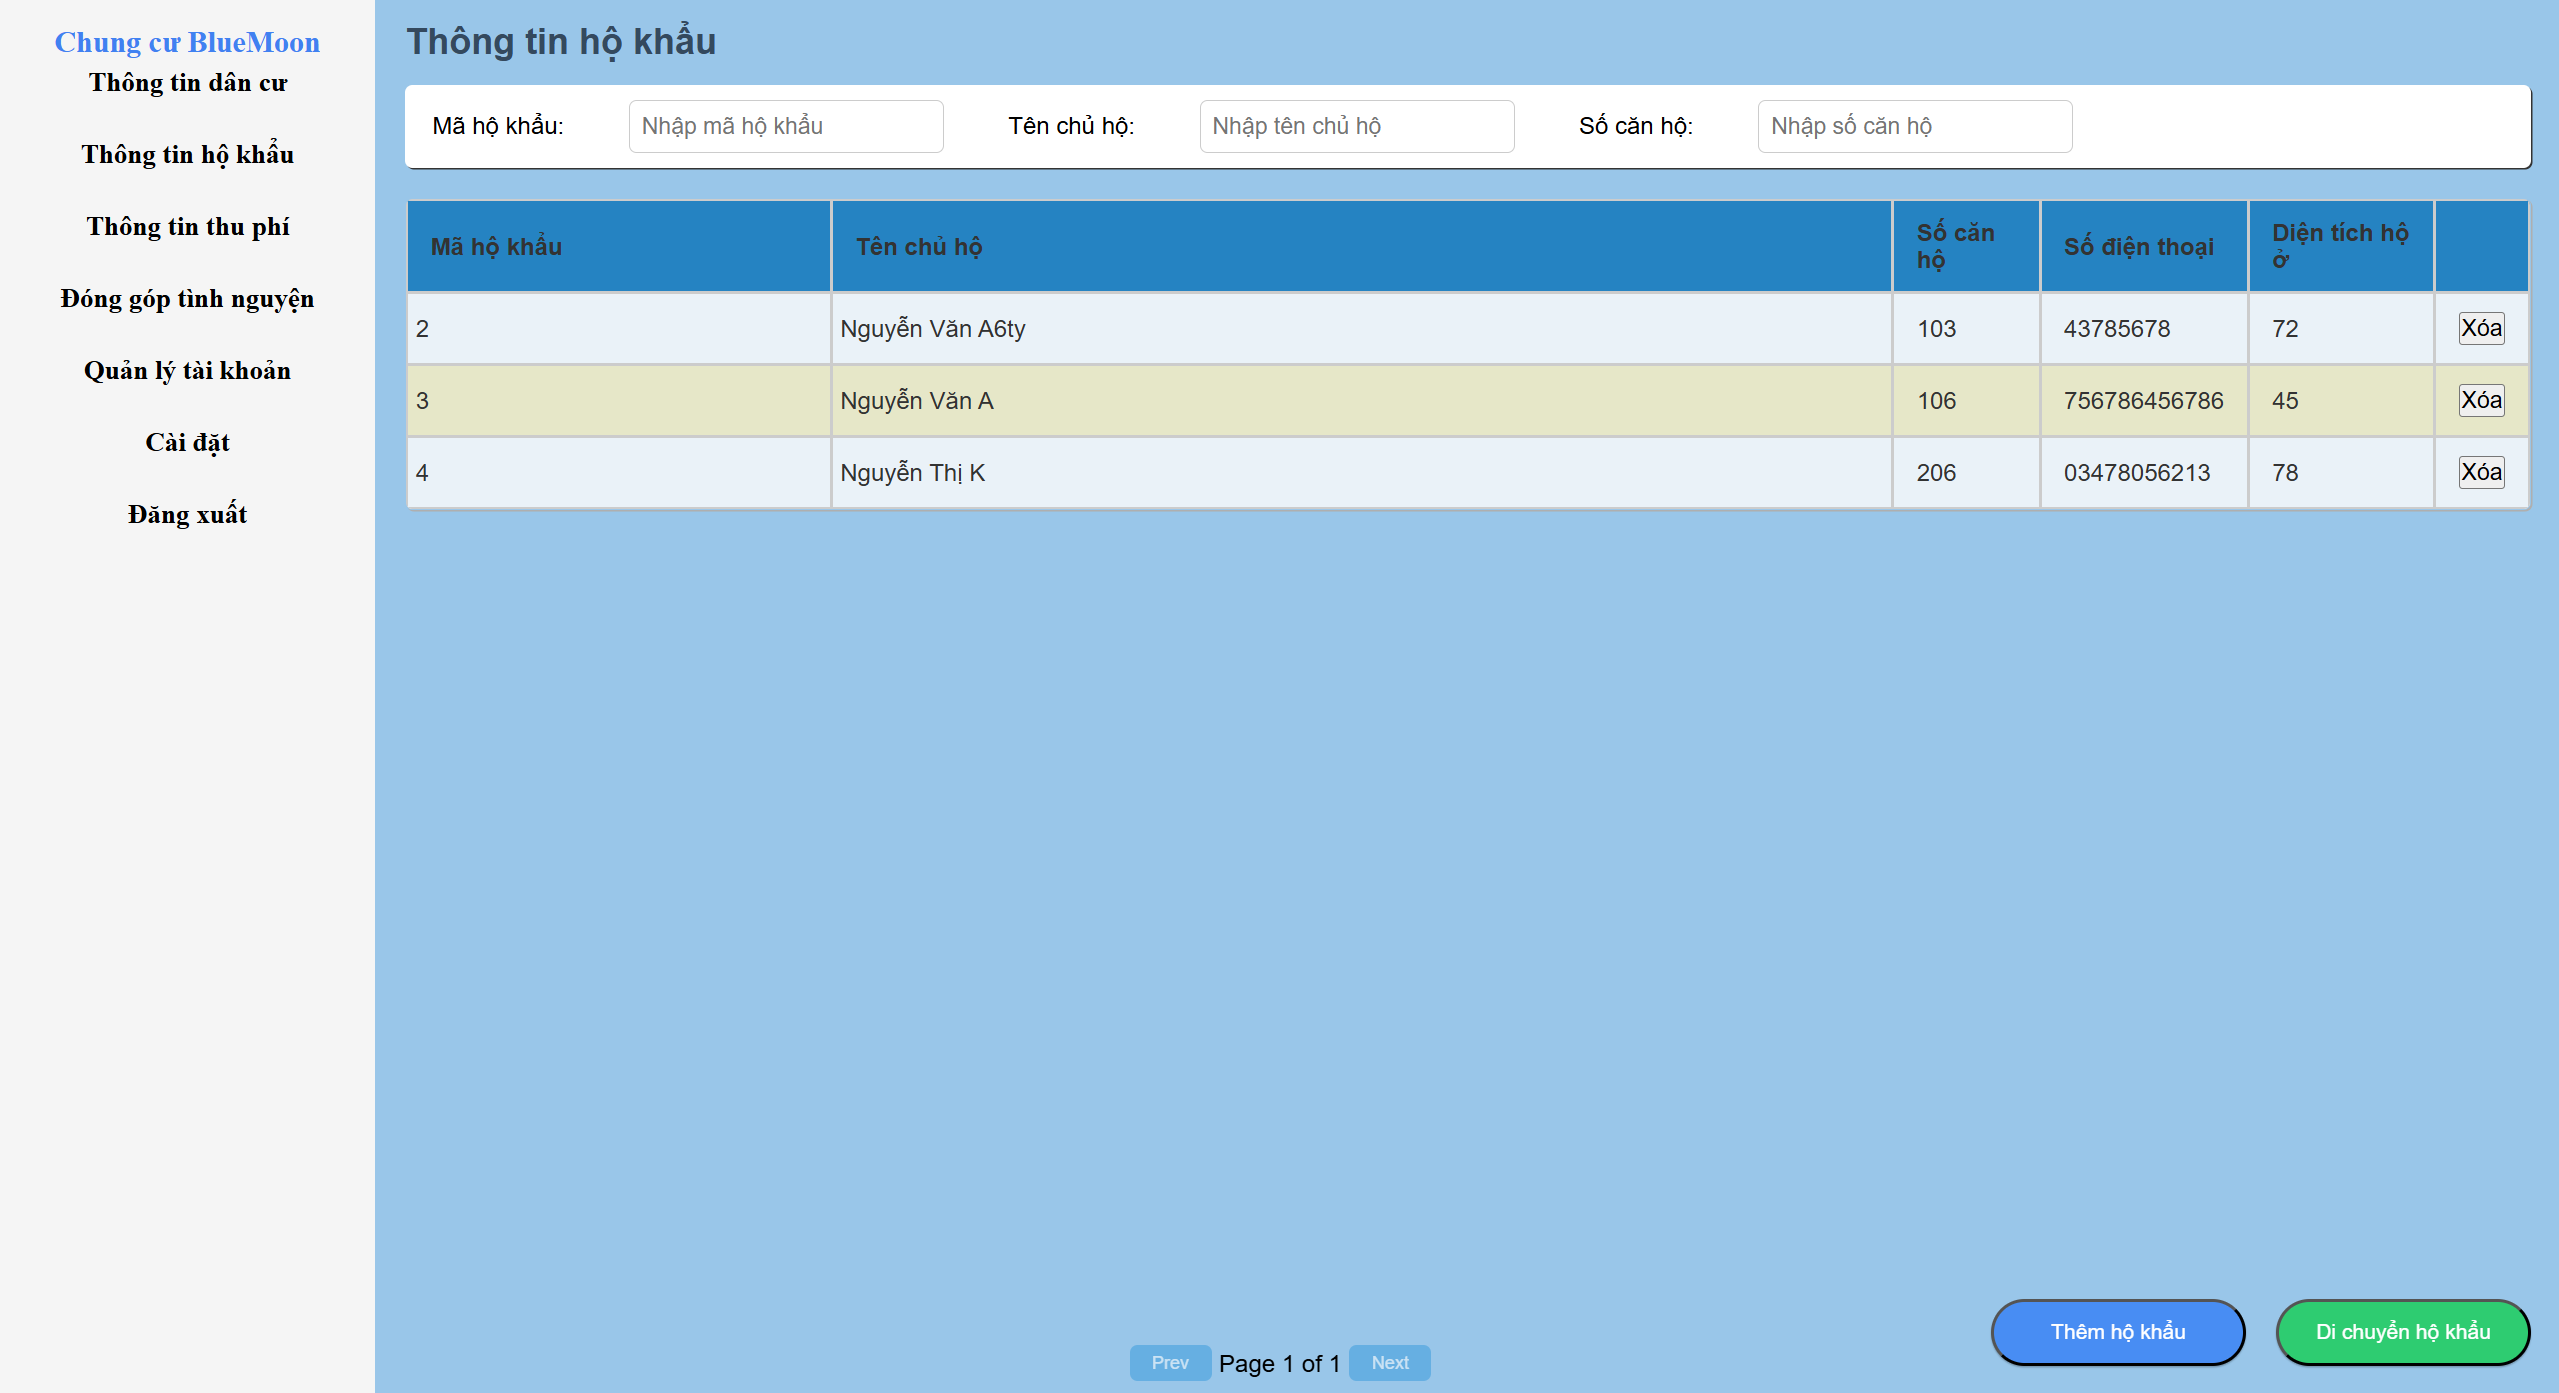 Chung cư BlueMoon
Thông tin dân cư
Thông tin hộ khẩu
Thông tin thu phí
Đóng góp tình nguyện
Quản lý tài khoản
Cài đặt
Đăng xuất
Thông tin hộ khẩu
Mã hộ khẩu: Nhập mã hộ khẩu Tên chủ hộ: Nhập tên chủ hộ Số căn hộ: Nhập số căn hộ
Mã hộ khẩu Tên chủ hộ Số căn hộ Số điện thoại Diện tích hộ ở
2 Nguyễn Văn A6ty 103 43785678 72 Xóa
3 Nguyễn Văn A 106 756786456786 45 Xóa
4 Nguyễn Thị K 206 03478056213 78 Xóa
Thêm hộ khẩu Di chuyển hộ khẩu
Prev Page 1 of 1 Next